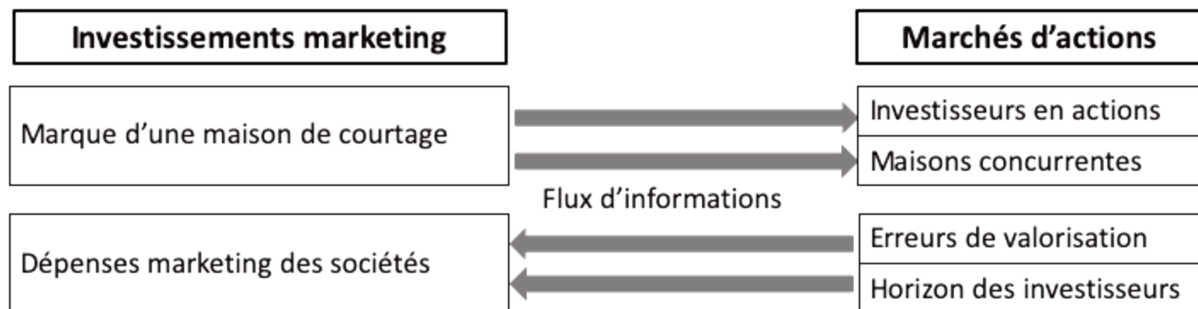 Investissements marketing
Marchés d’actions
Marque d’une maison de courtage
Investisseurs en actions
Maisons concurrentes
Flux d’informations
Dépenses marketing des sociétés
Erreurs de valorisation
Horizon des investisseurs